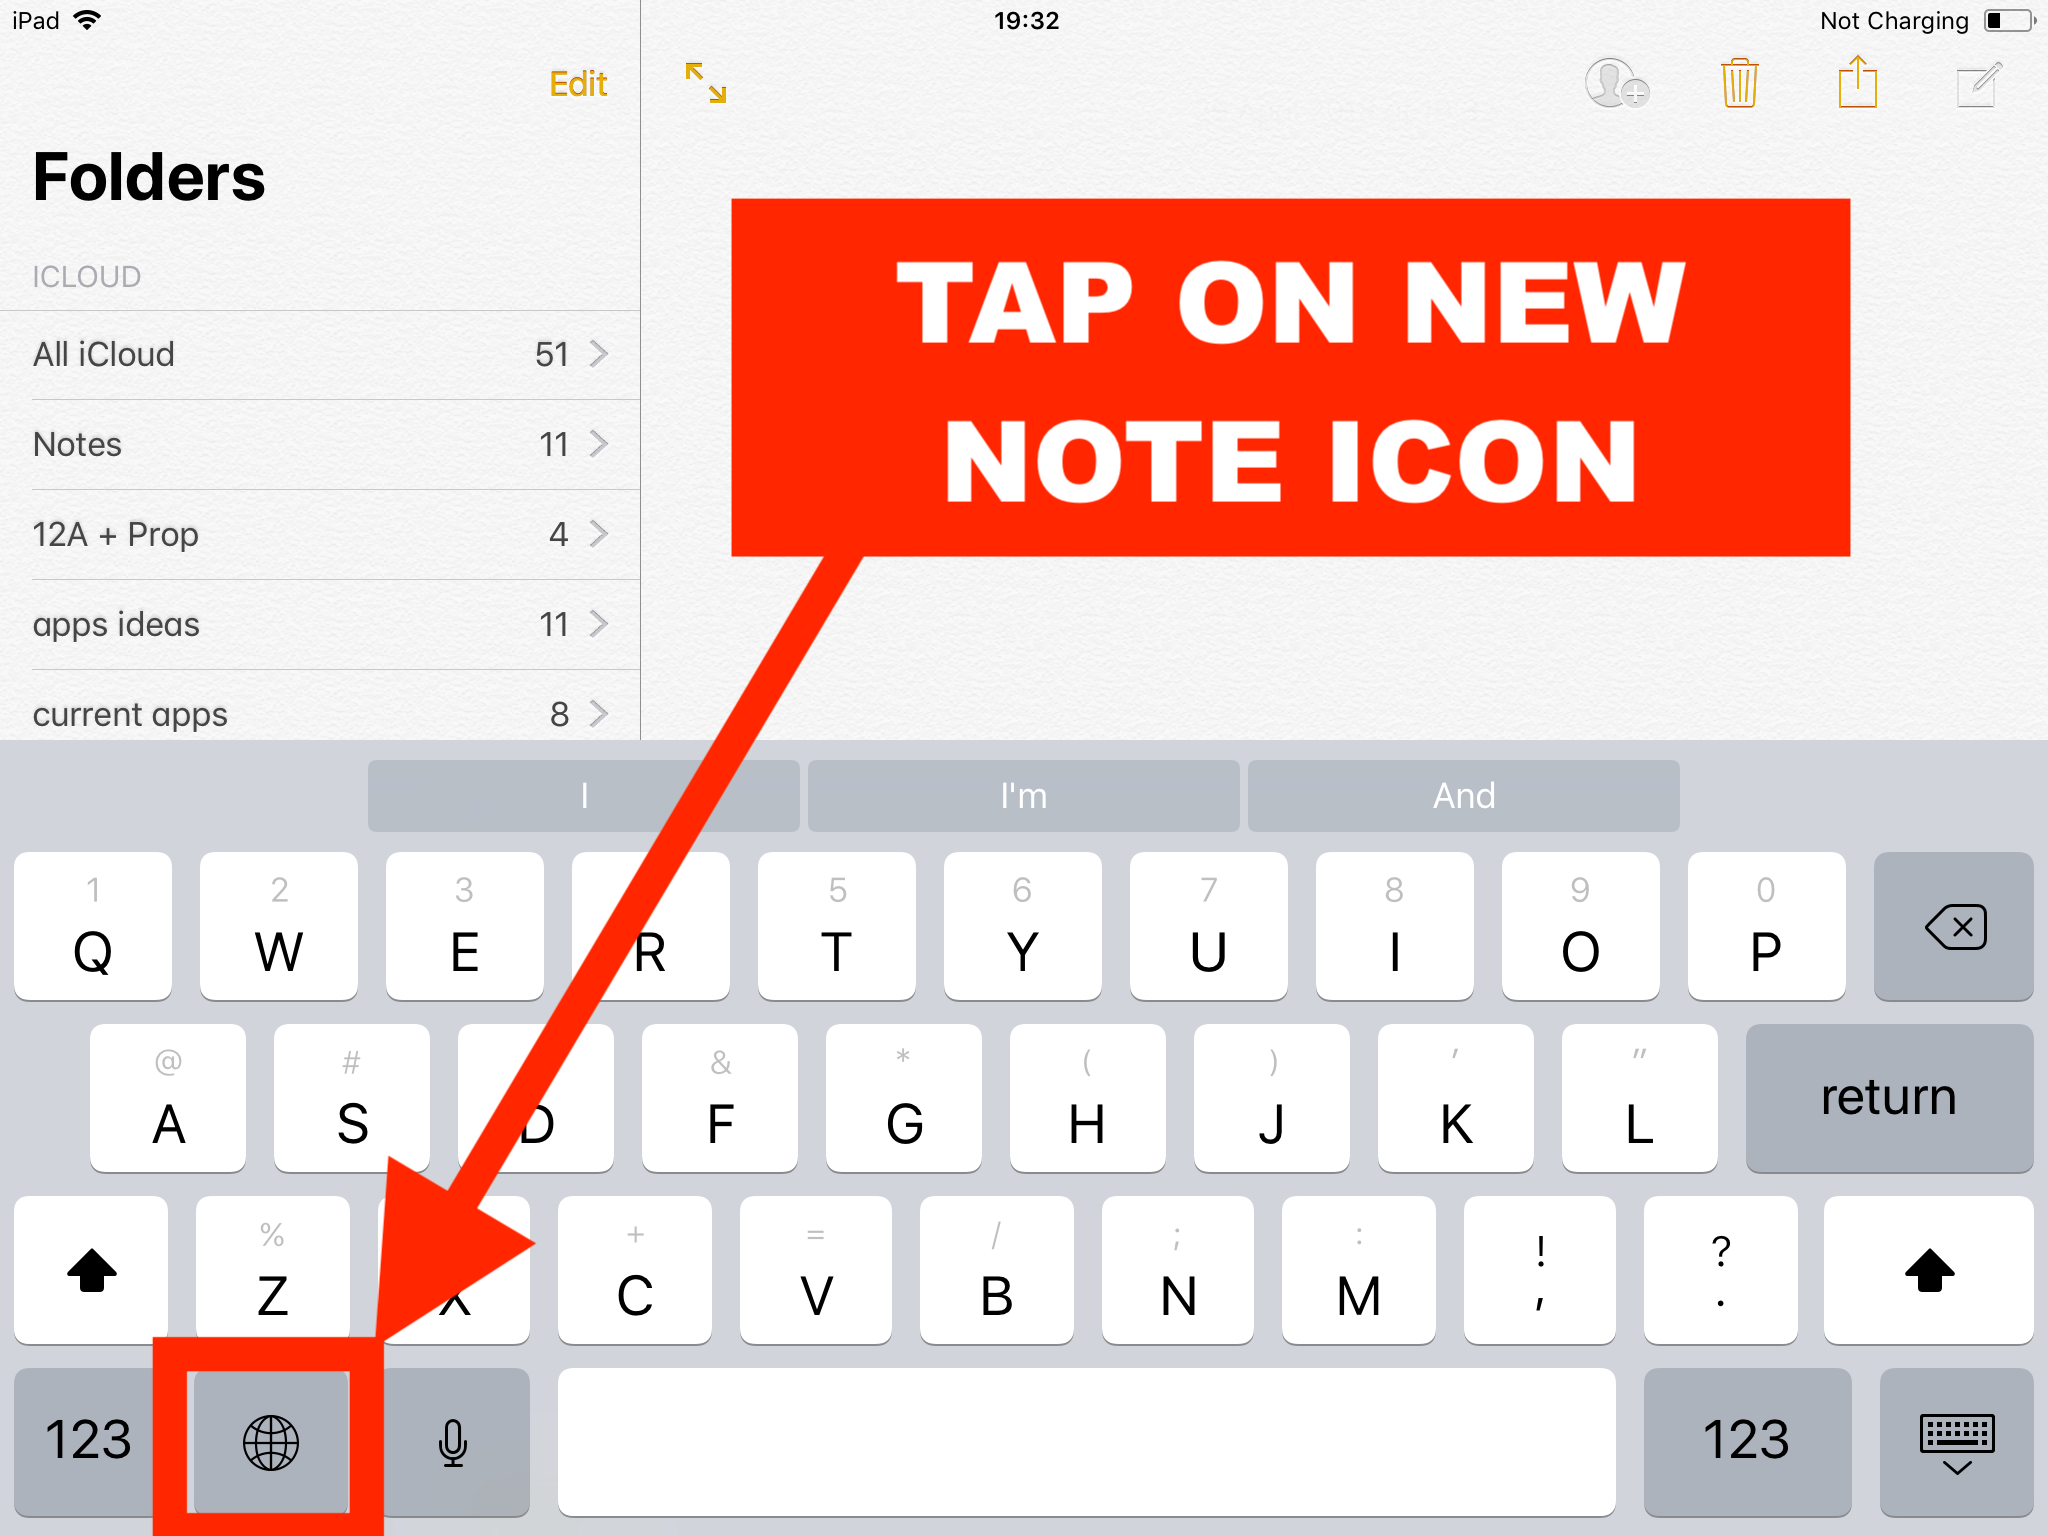 iPad
19:32
Not Charging
Edit
Folders
ICLOUD
All iCloud 51
Notes 11
12A + Prop 4
apps ideas 11
current apps 8
TAP ON NEW
NOTE ICON
I I'm And
1 2 3 5 6 7 8 9 0
Q W E R T Y U I O P
@ # & * ( ) ' "
A S D F G H J K L return
% + = / ; : ! ?
Z X C V B N M , .
123 123